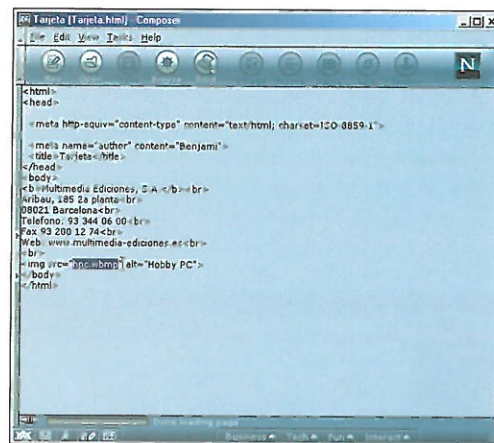 Tarjeta [Tarjeta.html] - Composer
File Edit View Tasks Help
N
<html>
<head>
<meta http-equiv="content-type" content="text/html; charset=ISO-8859-1">
<meta name="author" content="Benjami">
<title>Tarjeta</title>
</head>
<body>
<b>Multimedia Ediciones, S.A.</b><br>
Aribau, 185 2a planta<br>
08021 Barcelona<br>
Telefono. 93 344 06 00<br>
Fax 93 200 12 74<br>
Web: www.multimedia-ediciones.es<br>
<br>
<img src="hpc.wbmp" alt="Hobby PC">
</body>
</html>
Done loading page
Business Tech Fun Interact